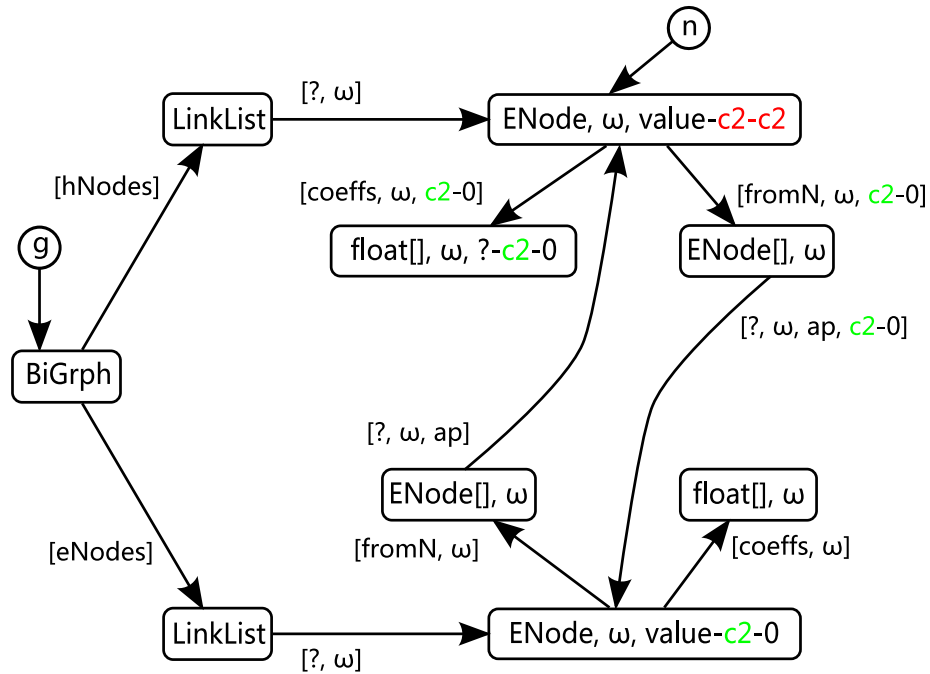 n
[?, ω]
LinkList
ENode, ω, value-c2-c2
[hNodes]
[coeffs, ω, c2-0]
[fromN, ω, c2-0]
g
float[], ω, ?-c2-0
ENode[], ω
[?, ω, ap, c2-0]
BiGrph
[?, ω, ap]
ENode[], ω
float[], ω
[eNodes]
[fromN, ω]
[coeffs, ω]
LinkList
ENode, ω, value-c2-0
[?, ω]